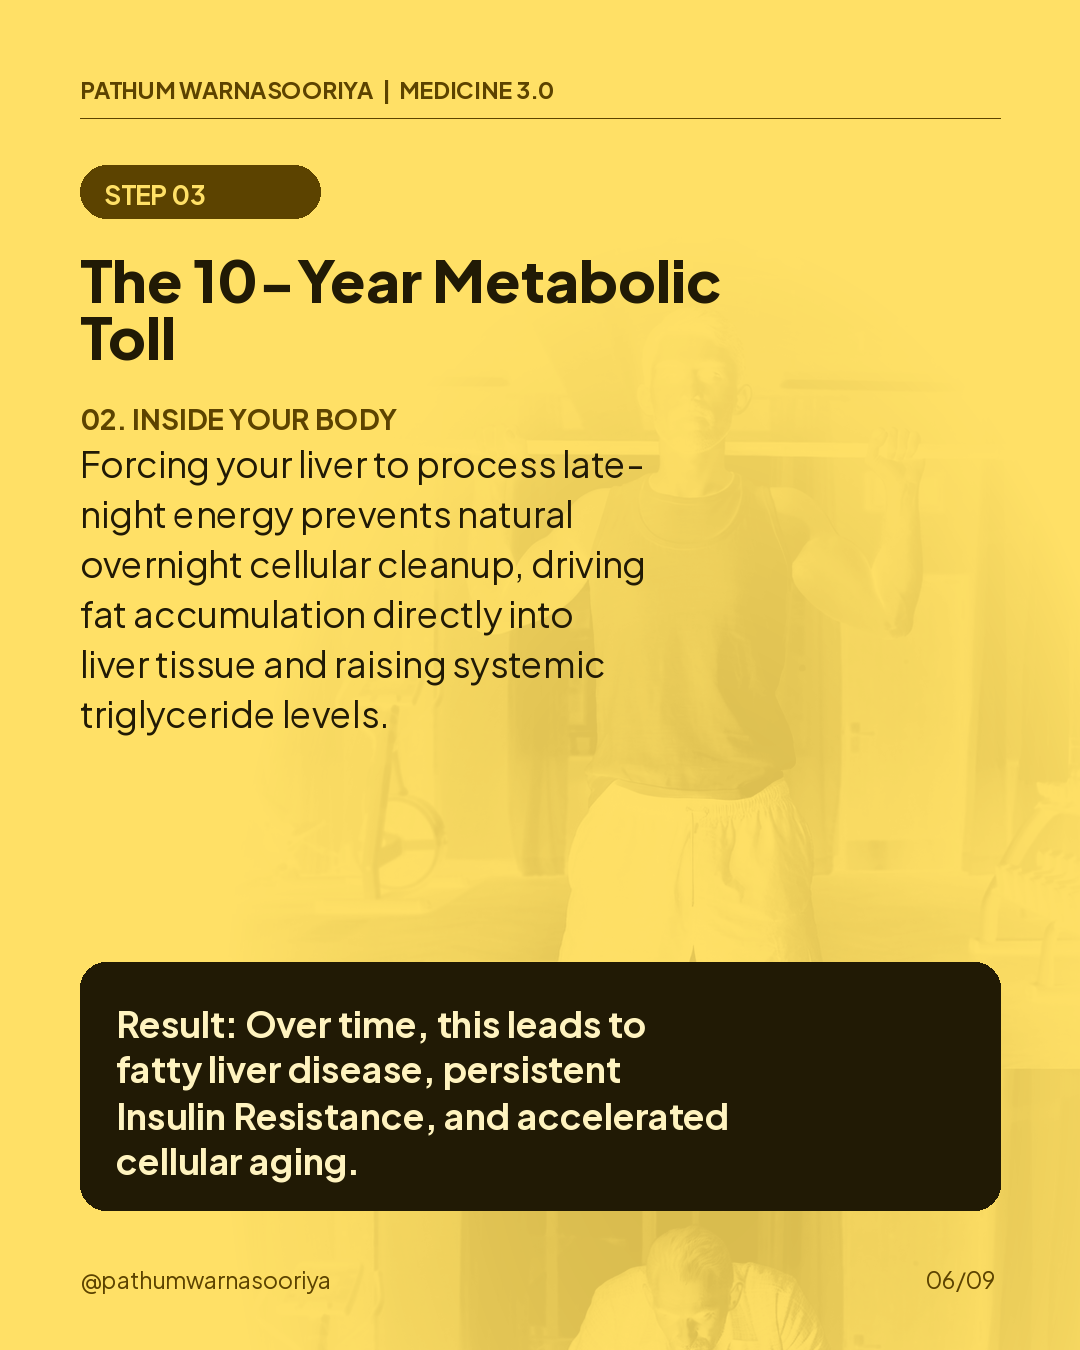 PATHUM WARNASOORIYA | MEDICINE 3.0
STEP 03
The 10-Year Metabolic
Toll
02. INSIDE YOUR BODY
Forcing your liver to process late-
night energy prevents natural
overnight cellular cleanup, driving
fat accumulation directly into
liver tissue and raising systemic
triglyceride levels.
Result: Over time, this leads to
fatty liver disease, persistent
Insulin Resistance, and accelerated
cellular aging.
@pathumwarnasooriya
06/09